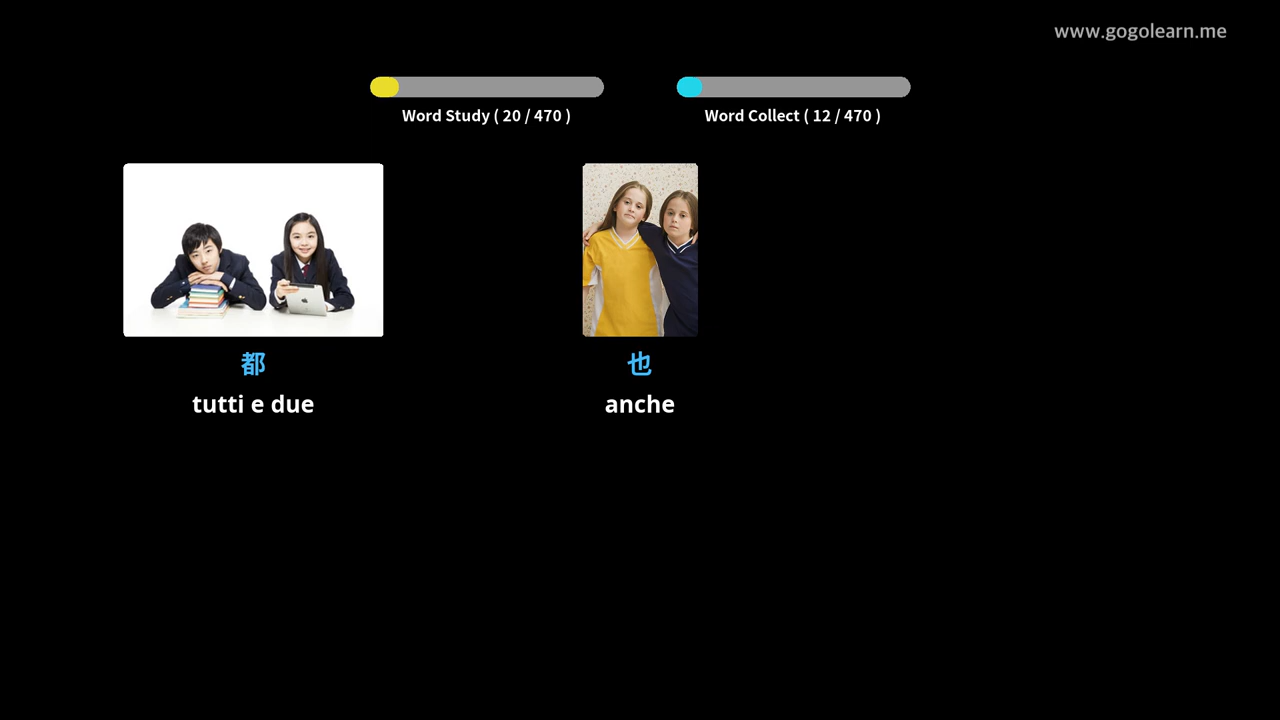 www.gogolearn.me
Word Study ( 20 / 470 )
Word Collect ( 12 / 470 )
都
tutti e due
也
anche